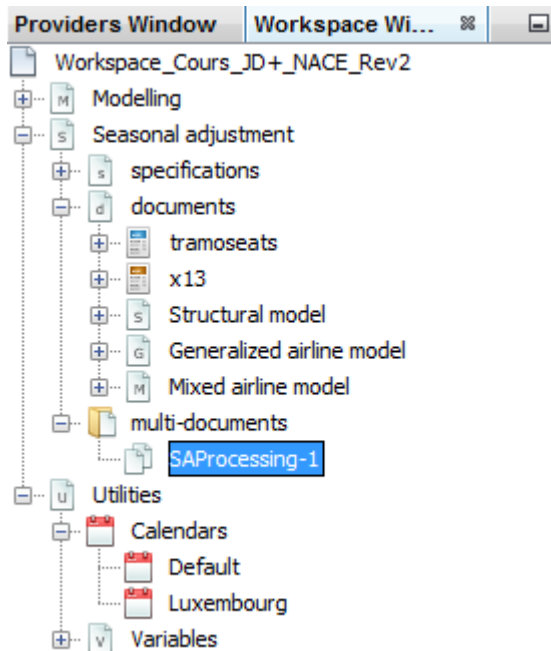 Providers Window Workspace Wi...
Workspace_Cours_JD+_NACE_Rev2
M Modelling
s Seasonal adjustment
s specifications
d documents
tramoseats
x13
s Structural model
G Generalized airline model
M Mixed airline model
multi-documents
SAProcessing-1
u Utilities
Calendars
Default
Luxembourg
v Variables